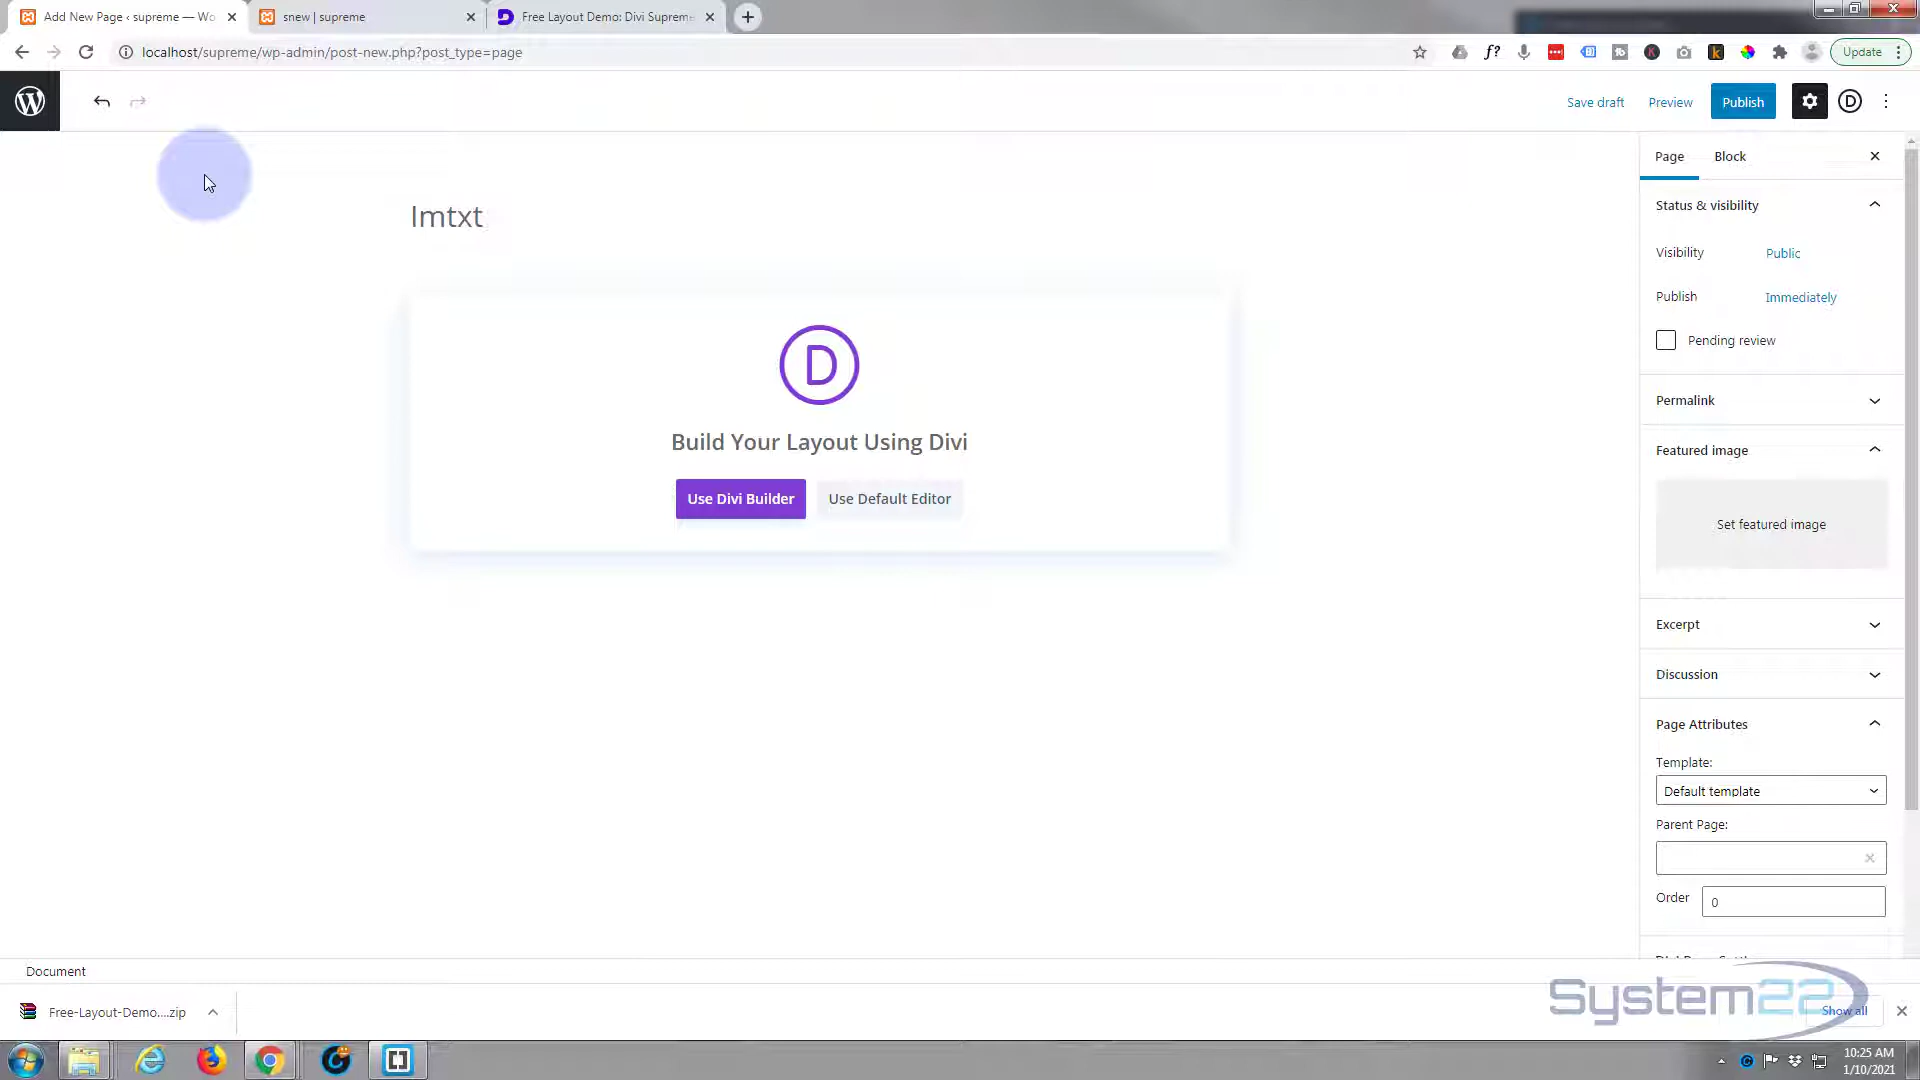 Add New Page ‹ supreme — Wo
snew | supreme
Free Layout Demo: Divi Supreme
localhost/supreme/wp-admin/post-new.php?post_type=page
Update
Save draft
Preview
Publish
Page
Block
Imtxt
Status & visibility
Visibility
Public
Publish
Immediately
Pending review
Permalink
Build Your Layout Using Divi
Use Divi Builder
Use Default Editor
Featured image
Set featured image
Excerpt
Discussion
Page Attributes
Template:
Default template
Parent Page:
Order
0
Document
Free-Layout-Demo....zip
System22
Show all
10:25 AM
1/10/2021